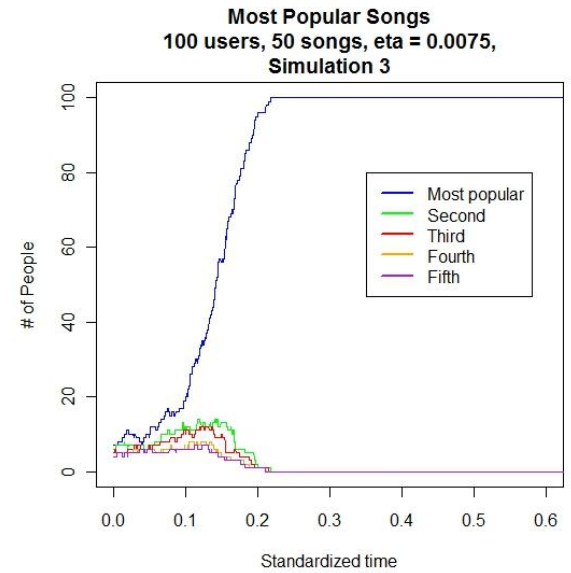 Most Popular Songs
100 users, 50 songs, eta = 0.0075,
Simulation 3
# of People
100
80
60
40
20
0
Most popular
Second
Third
Fourth
Fifth
0.0 0.1 0.2 0.3 0.4 0.5 0.6
Standardized time